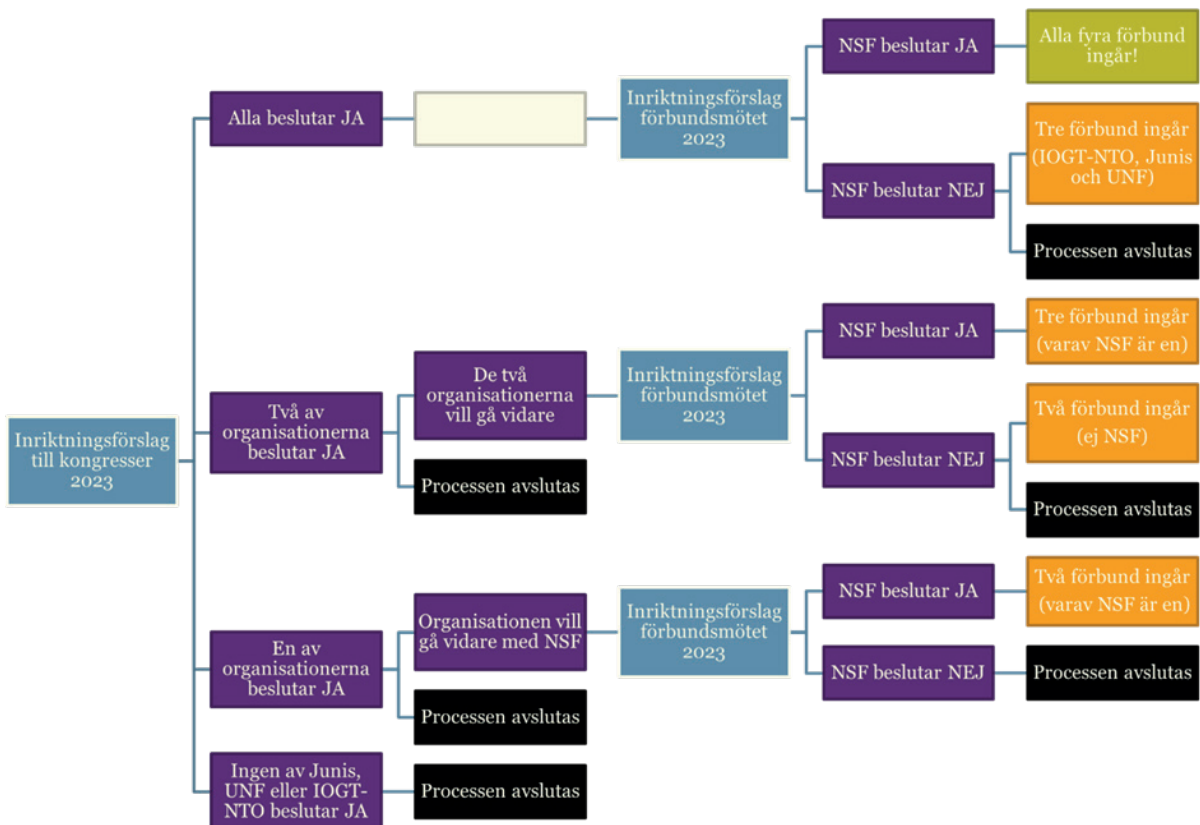 Inriktningsförslag
till kongresser
2023
Alla beslutar JA
Inriktningsförslag
förbundsmötet
2023
NSF beslutar JA
Alla fyra förbund
ingår!
NSF beslutar NEJ
Tre förbund ingår
(IOGT-NTO, Junis
och UNF)
Processen avslutas
Två av
organisationerna
beslutar JA
De två
organisationerna
vill gå vidare
Inriktningsförslag
förbundsmötet
2023
NSF beslutar JA
Tre förbund ingår
(varav NSF är en)
NSF beslutar NEJ
Två förbund ingår
(ej NSF)
Processen avslutas
Processen avslutas
En av
organisationerna
beslutar JA
Organisationen vill
gå vidare med NSF
Inriktningsförslag
förbundsmötet
2023
NSF beslutar JA
Två förbund ingår
(varav NSF är en)
NSF beslutar NEJ
Processen avslutas
Processen avslutas
Ingen av Junis,
UNF eller IOGT-
NTO beslutar JA
Processen avslutas